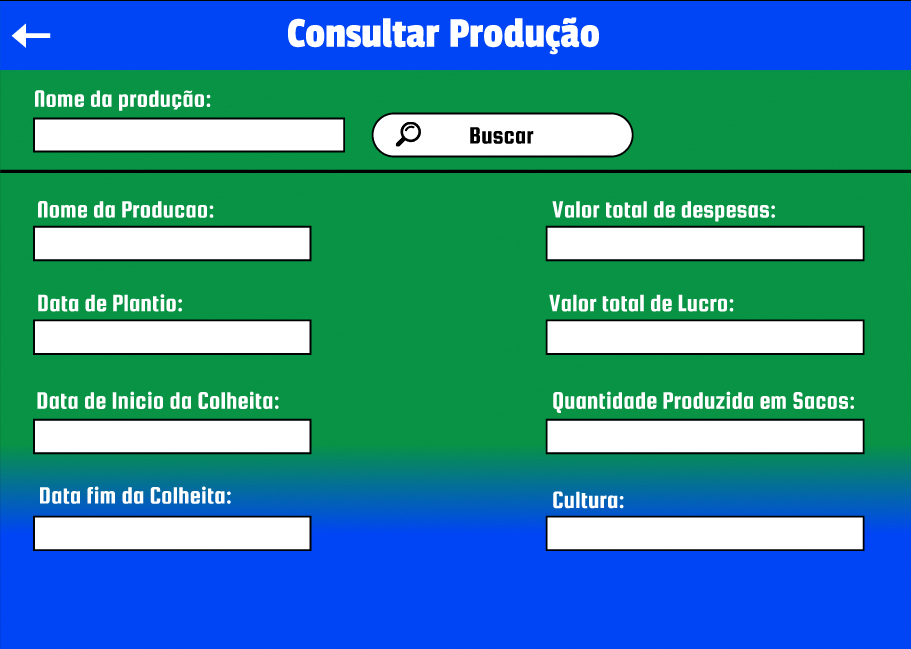 Consultar Produção
Nome da produção:
Buscar
Nome da Producao:
Valor total de despesas:
Data de Plantio:
Valor total de Lucro:
Data de Inicio da Colheita:
Quantidade Produzida em Sacos:
Data fim da Colheita:
Cultura: